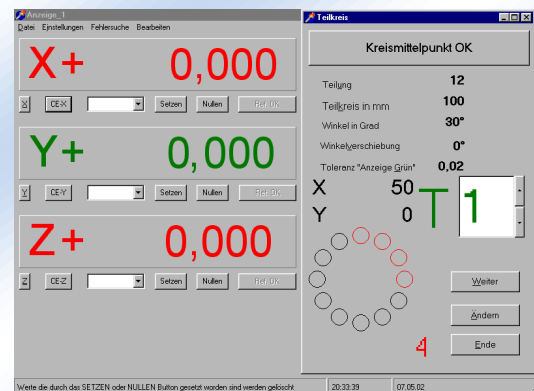 Anzeige_1
Datei Einstellungen Fehlersuche Bearbeiten
X+ 0,000
X CE-X Setzen Nullen Ref. OK
Y+ 0,000
Y CE-Y Setzen Nullen Ref. OK
Z+ 0,000
Z CE-Z Setzen Nullen Ref. OK
Werte die durch das SETZEN oder NULLEN Button gesetzt worden sind werden gelöscht 20:33:39 07.05.02
Teilkreis
Kreismittelpunkt OK
Teilung 12
Teilkreis in mm 100
Winkel in Grad 30°
Winkelverschiebung 0°
Toleranz "Anzeige Grün" 0,02
X 50
Y 0
T 1
4
Weiter
Ändern
Ende